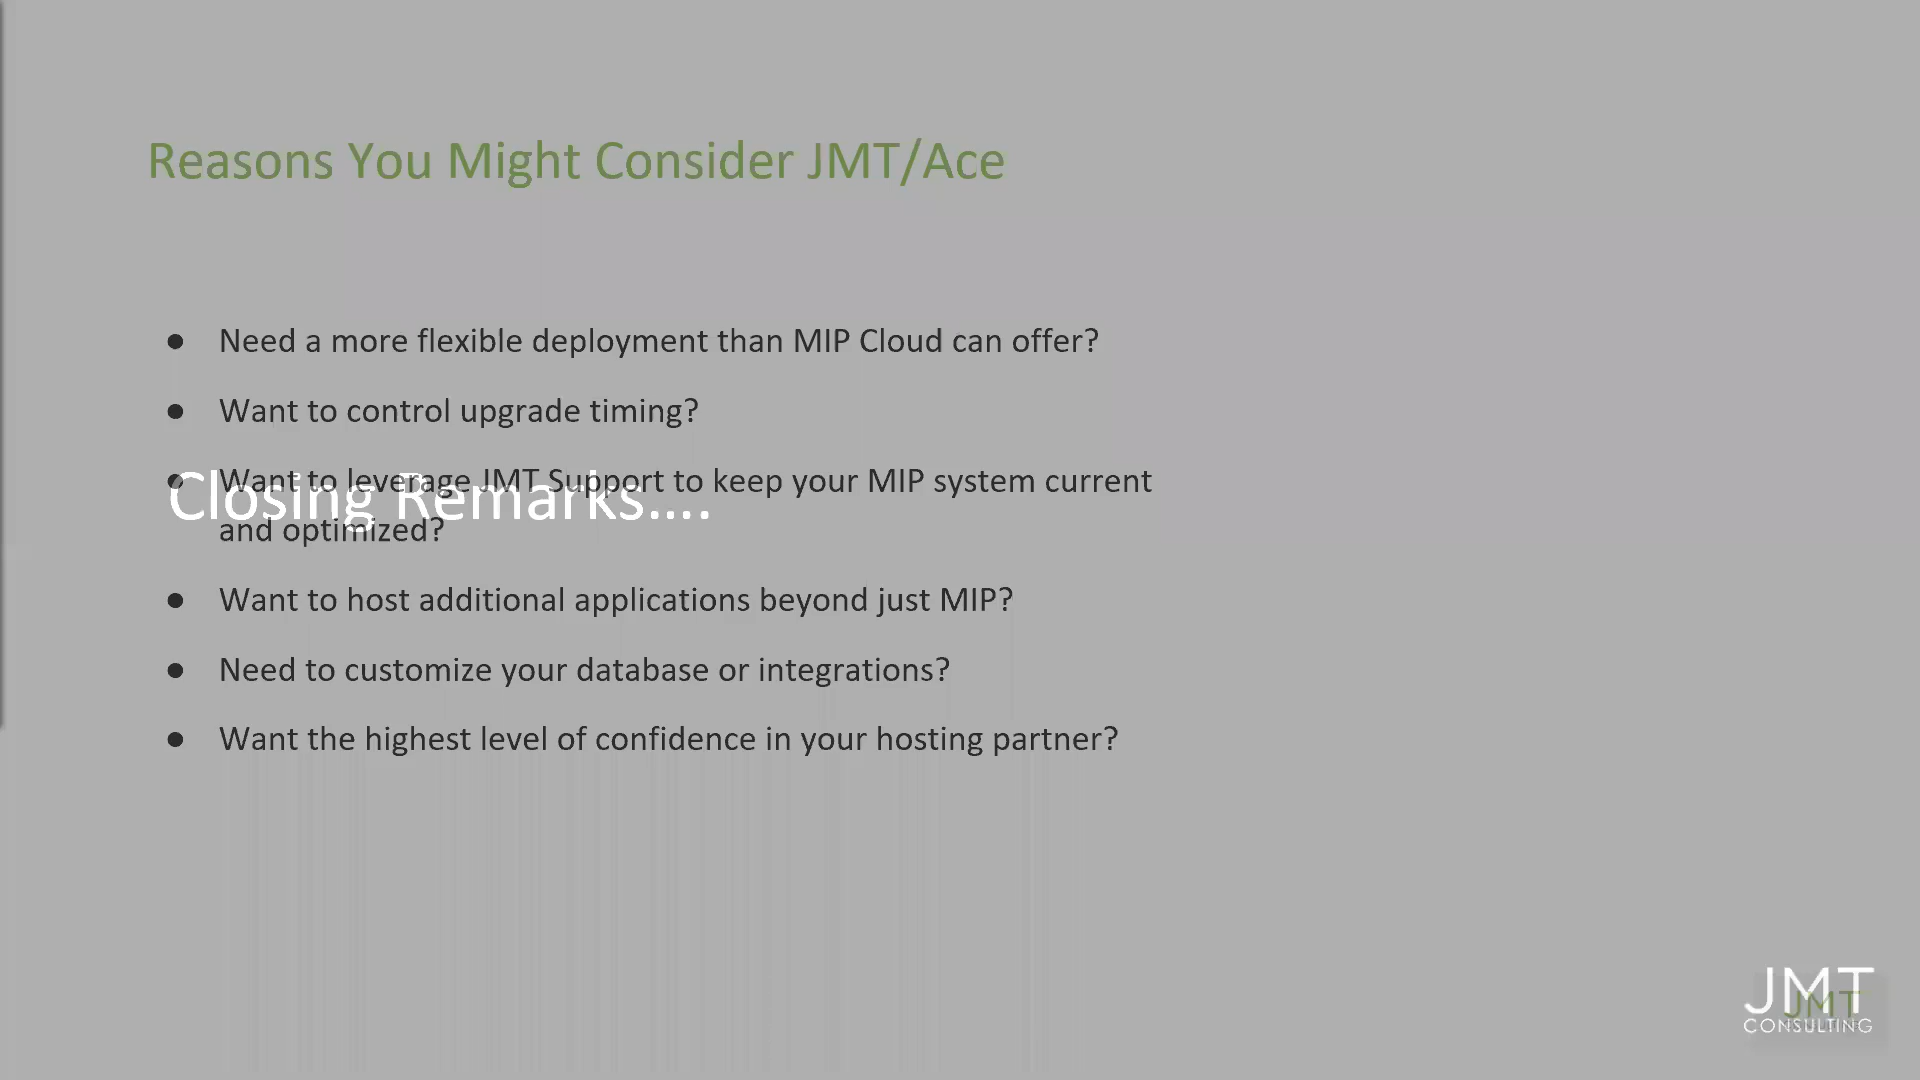 Reasons You Might Consider JMT/Ace
● Need a more flexible deployment than MIP Cloud can offer?
● Want to control upgrade timing?
● Want to leverage JMT Support to keep your MIP system current
and optimized?
Closing Remarks....
● Want to host additional applications beyond just MIP?
● Need to customize your database or integrations?
● Want the highest level of confidence in your hosting partner?
JMT
CONSULTING
JMT